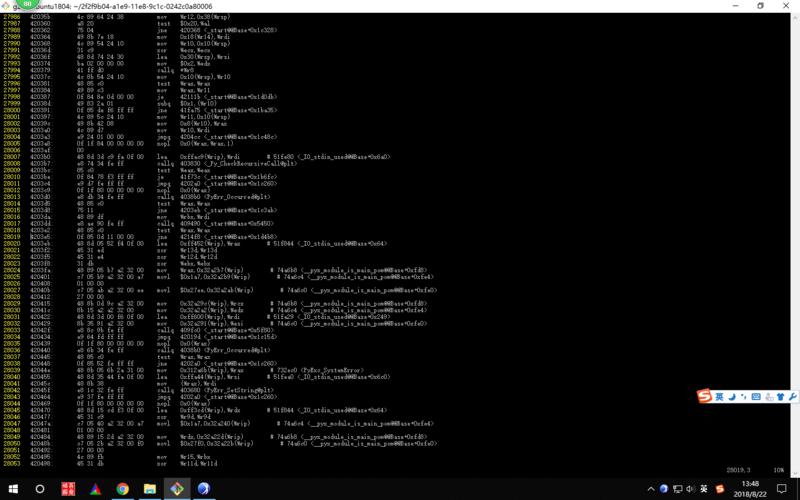 ubuntu1804: ~/2f2f9b04-a1e9-11e8-9c1c-0242c0a80006
27986 42035b: 4c 89 64 24 38 mov %r12,0x38(%rsp)
27987 420360: a8 20 test $0x20,%al
27988 420362: 75 04 jne 420368 <_start@@Base+0x1c328>
27989 420364: 49 8b 7e 18 mov 0x18(%r14),%rdi
27990 420368: 4c 89 54 24 10 mov %r10,0x10(%rsp)
27991 42036d: 31 c9 xor %ecx,%ecx
27992 42036f: 48 8d 74 24 30 lea 0x30(%rsp),%rsi
27993 420374: ba 02 00 00 00 mov $0x2,%edx
27994 420379: 41 ff d0 callq *%r8
27995 42037c: 4c 8b 54 24 10 mov 0x10(%rsp),%r10
27996 420381: 48 85 c0 test %rax,%rax
27997 420384: 49 89 c3 mov %rax,%r11
27998 420387: 0f 84 8e 0d 00 00 je 42111b <_start@@Base+0x1d0db>
27999 42038d: 49 83 2a 01 subq $0x1,(%r10)
28000 420391: 0f 85 de f6 ff ff jne 41fa75 <_start@@Base+0x1ba35>
28001 420397: 4c 89 5c 24 10 mov %r11,0x10(%rsp)
28002 42039c: 49 8b 42 08 mov 0x8(%r10),%rax
28003 4203a0: 4c 89 d7 mov %r10,%rdi
28004 4203a3: e9 24 01 00 00 jmpq 4204cc <_start@@Base+0x1c48c>
28005 4203a8: 0f 1f 84 00 00 00 00 nopl 0x0(%rax,%rax,1)
28006 4203af: 00
28007 4203b0: 48 8d 3d c9 fa 0f 00 lea 0xffac9(%rip),%rdi # 51fe80 <_IO_stdin_used@@Base+0x6a0>
28008 4203b7: e8 74 34 fe ff callq 403830 <_Py_CheckRecursiveCall@plt>
28009 4203bc: 85 c0 test %eax,%eax
28010 4203be: 0f 84 78 f3 ff ff je 41f73c <_start@@Base+0x1b6fc>
28011 4203c4: e9 d7 fe ff ff jmpq 4202a0 <_start@@Base+0x1c260>
28012 4203c9: 0f 1f 80 00 00 00 00 nopl 0x0(%rax)
28013 4203d0: e8 db 34 fe ff callq 4038b0 <PyErr_Occurred@plt>
28014 4203d5: 48 85 c0 test %rax,%rax
28015 4203d8: 75 11 jne 4203eb <_start@@Base+0x1c3ab>
28016 4203da: 48 89 df mov %rbx,%rdi
28017 4203dd: e8 ae 90 fe ff callq 409490 <_start@@Base+0x5450>
28018 4203e2: 48 85 c0 test %rax,%rax
28019 4203e5: 0f 85 0d 11 00 00 jne 4214f8 <_start@@Base+0x1d4b8>
28020 4203eb: 48 8d 05 52 f4 0f 00 lea 0xff452(%rip),%rax # 51f844 <_IO_stdin_used@@Base+0x64>
28021 4203f2: 45 31 ed xor %r13d,%r13d
28022 4203f5: 45 31 e4 xor %r12d,%r12d
28023 4203f8: 31 db xor %ebx,%ebx
28024 4203fa: 48 89 05 b7 a2 32 00 mov %rax,0x32a2b7(%rip) # 74a6b8 <__pyx_module_is_main_pom@@Base+0xfd8>
28025 420401: c7 05 b9 a2 32 00 a7 movl $0x1a7,0x32a2b9(%rip) # 74a6c4 <__pyx_module_is_main_pom@@Base+0xfe4>
28026 420408: 01 00 00
28027 42040b: c7 05 ab a2 32 00 ee movl $0x27ee,0x32a2ab(%rip) # 74a6c0 <__pyx_module_is_main_pom@@Base+0xfe0>
28028 420412: 27 00 00
28029 420415: 48 8b 0d 9c a2 32 00 mov 0x32a29c(%rip),%rcx # 74a6b8 <__pyx_module_is_main_pom@@Base+0xfd8>
28030 42041c: 8b 15 a2 a2 32 00 mov 0x32a2a2(%rip),%edx # 74a6c4 <__pyx_module_is_main_pom@@Base+0xfe4>
28031 420422: 48 8d 3d 00 f6 0f 00 lea 0xff600(%rip),%rdi # 51fa29 <_IO_stdin_used@@Base+0x249>
28032 420429: 8b 35 91 a2 32 00 mov 0x32a291(%rip),%esi # 74a6c0 <__pyx_module_is_main_pom@@Base+0xfe0>
28033 42042f: e8 8c 9b fe ff callq 409fc0 <_start@@Base+0x5f80>
28034 420434: e9 64 fd ff ff jmpq 42019d <_start@@Base+0x1c15d>
28035 420439: 0f 1f 80 00 00 00 00 nopl 0x0(%rax)
28036 420440: e8 6b 34 fe ff callq 4038b0 <PyErr_Occurred@plt>
28037 420445: 48 85 c0 test %rax,%rax
28038 420448: 0f 85 52 fe ff ff jne 4202a0 <_start@@Base+0x1c260>
28039 42044e: 48 8b 05 6b 2a 31 00 mov 0x312a6b(%rip),%rax # 732ec0 <PyExc_SystemError>
28040 420455: 48 8d 35 44 fa 0f 00 lea 0xffa44(%rip),%rsi # 51fea0 <_IO_stdin_used@@Base+0x6c0>
28041 42045c: 48 8b 38 mov (%rax),%rdi
28042 42045f: e8 1c 32 fe ff callq 403680 <PyErr_SetString@plt>
28043 420464: e9 37 fe ff ff jmpq 4202a0 <_start@@Base+0x1c260>
28044 420469: 0f 1f 80 00 00 00 00 nopl 0x0(%rax)
28045 420470: 48 8d 15 cd f3 0f 00 lea 0xff3cd(%rip),%rdx # 51f844 <_IO_stdin_used@@Base+0x64>
28046 420477: 45 31 c9 xor %r9d,%r9d
28047 42047a: c7 05 40 a2 32 00 a7 movl $0x1a7,0x32a240(%rip) # 74a6c4 <__pyx_module_is_main_pom@@Base+0xfe4>
28048 420481: 01 00 00
28049 420484: 48 89 15 2d a2 32 00 mov %rdx,0x32a22d(%rip) # 74a6b8 <__pyx_module_is_main_pom@@Base+0xfd8>
28050 42048b: c7 05 2b a2 32 00 f0 movl $0x27f0,0x32a22b(%rip) # 74a6c0 <__pyx_module_is_main_pom@@Base+0xfe0>
28051 420492: 27 00 00
28052 420495: 4c 89 fb mov %r15,%rbx
28053 420498: 45 31 db xor %r11d,%r11d
28019,3 10%
英
英
13:48
2018/8/22